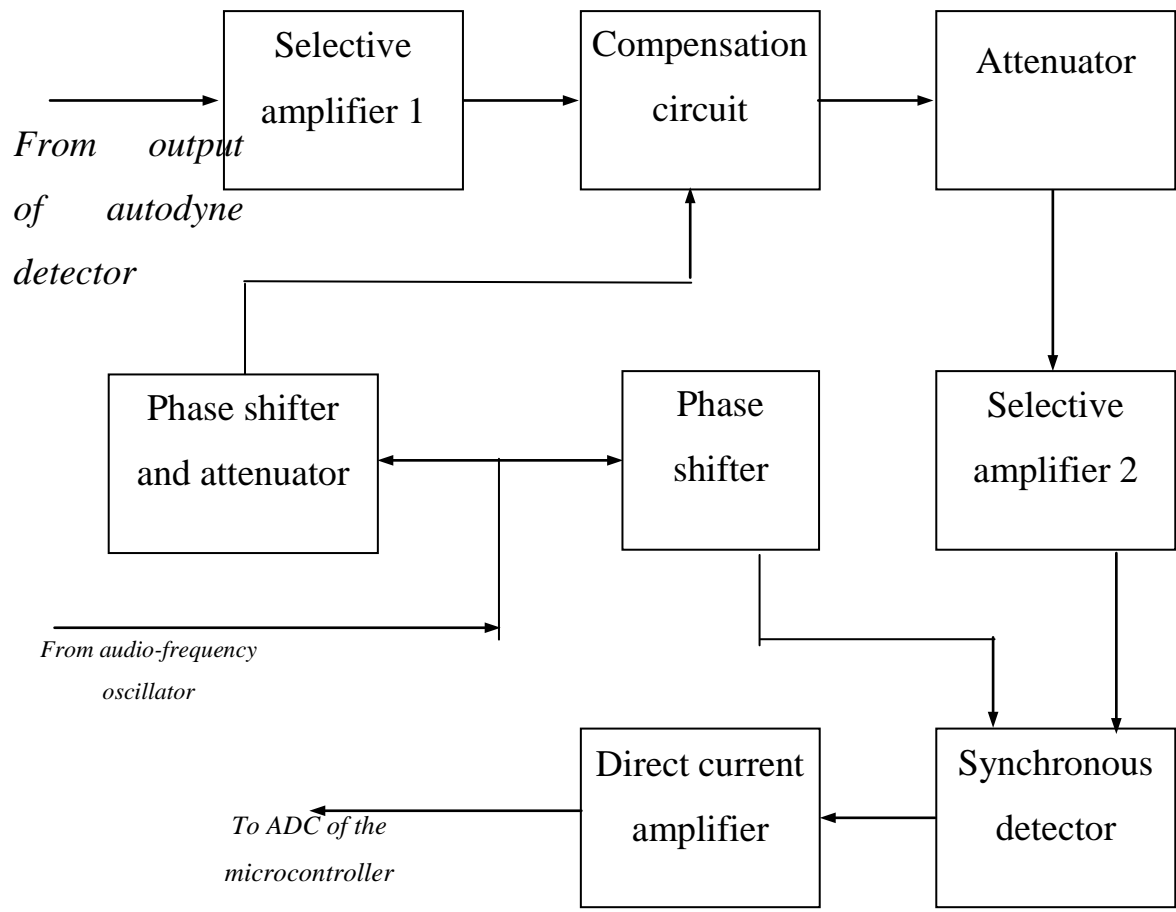 Selective
amplifier 1
Compensation
circuit
Attenuator
From output
of autodyne
detector
Phase shifter
and attenuator
Phase
shifter
Selective
amplifier 2
From audio-frequency
oscillator
Direct current
amplifier
Synchronous
detector
To ADC of the
microcontroller